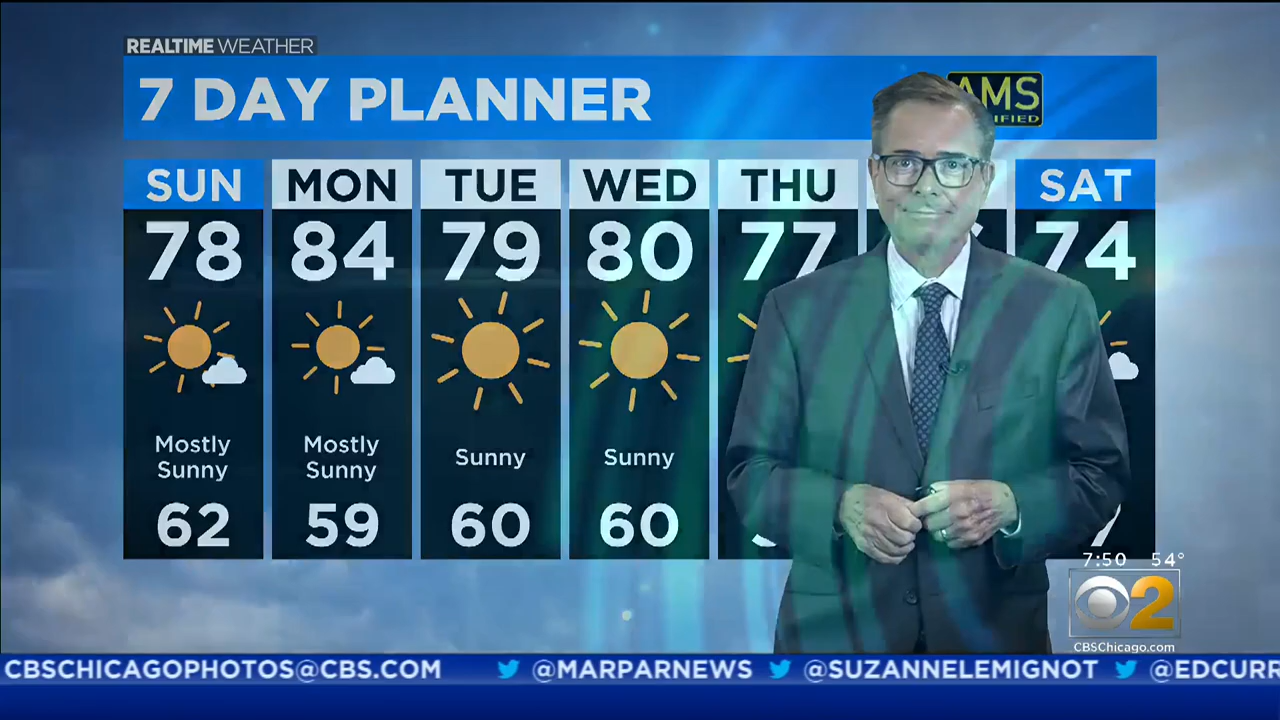 REALTIME WEATHER
7 DAY PLANNER
AMS
SUN MON TUE WED THU SAT
78 84 79 80 77 74
Mostly Sunny
Mostly Sunny
Sunny
Sunny
62 59 60 60
7:50 54°
2
CBSChicago.com
CBSCHICAGOPHOTOS@CBS.COM @MARPARNEWS @SUZANNELEMIGNOT @EDCURR